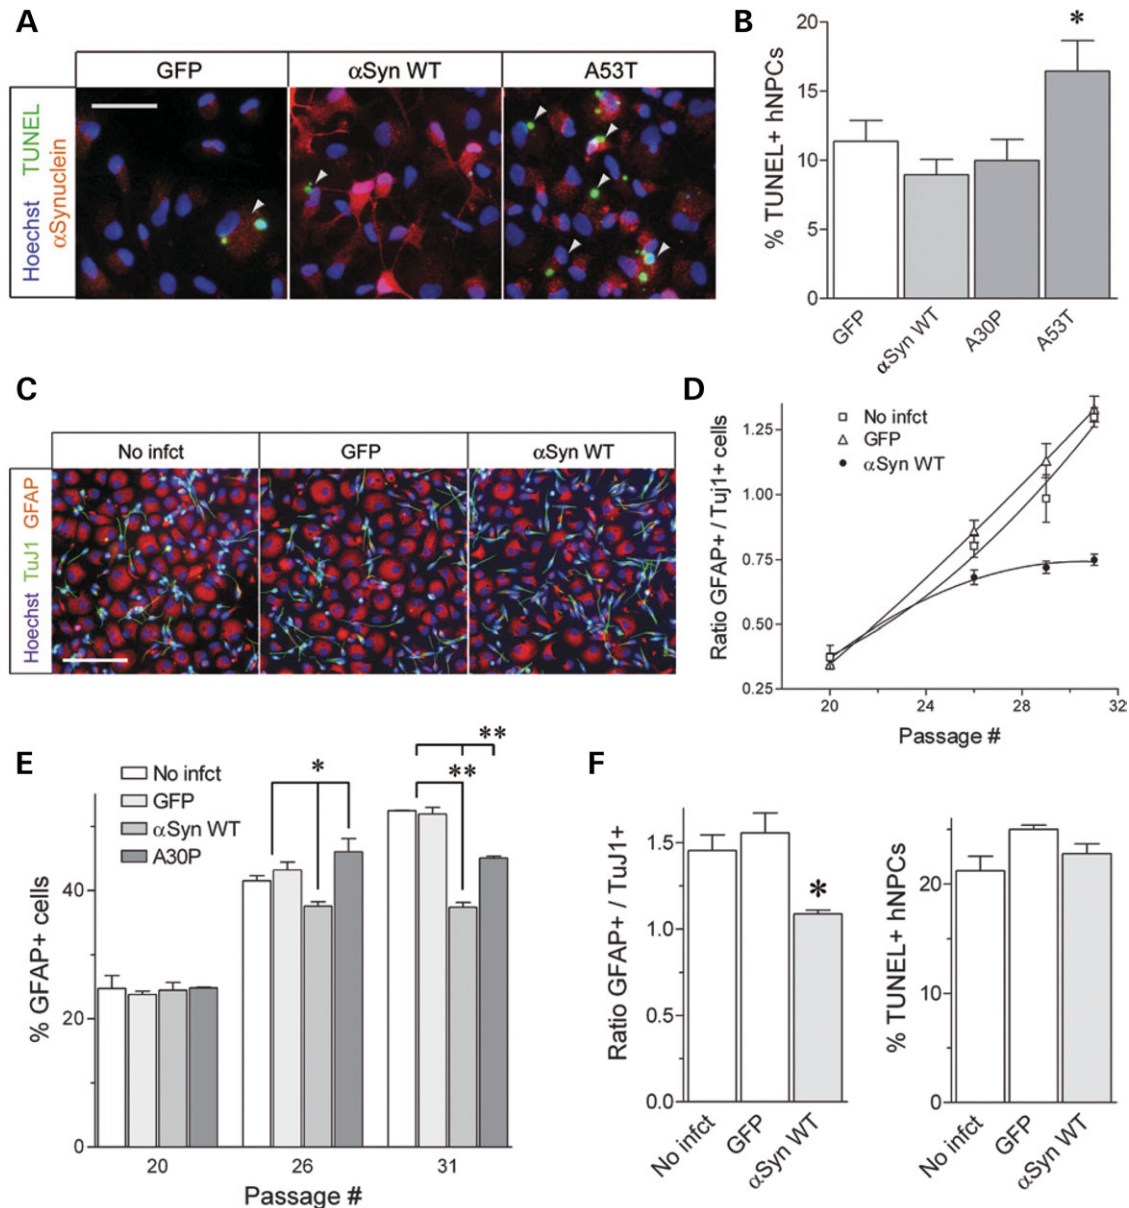 A
GFP
αSyn WT
A53T
Hoechst TUNEL
αSynuclein
B
% TUNEL+ hNPCs
20
15
10
5
0
*
GFP
αSyn WT
A30P
A53T
C
No infct
GFP
αSyn WT
Hoechst TuJ1 GFAP
D
Ratio GFAP+ / Tuj1+ cells
1.25
1.00
0.75
0.50
0.25
No infct
GFP
αSyn WT
20
24
28
32
Passage #
E
No infct
GFP
αSyn WT
A30P
% GFAP+ cells
40
20
0
*
**
**
20
26
31
Passage #
F
Ratio GFAP+ / TuJ1+
1.5
1.0
0.5
0.0
*
No infct
GFP
αSyn WT
% TUNEL+ hNPCs
20
10
0
No infct
GFP
αSyn WT